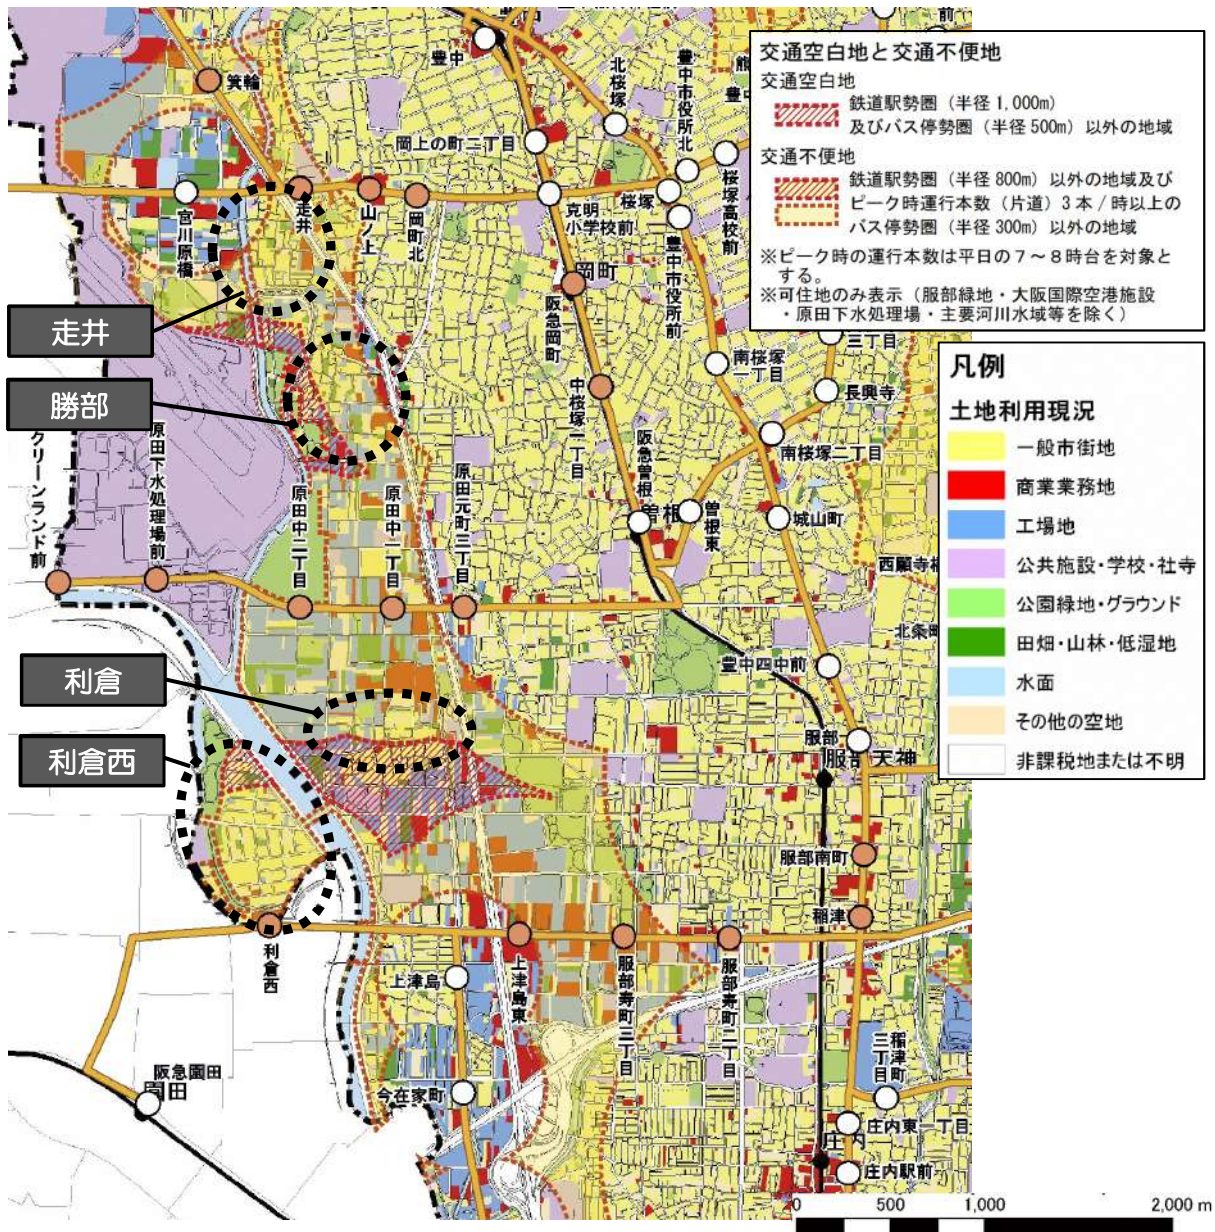 交通空白地と交通不便地
交通空白地
鉄道駅勢圏（半径1,000m）
及びバス停勢圏（半径500m）以外の地域
交通不便地
鉄道駅勢圏（半径800m）以外の地域及び
ピーク時運行本数（片道）3本/時以上の
バス停勢圏（半径300m）以外の地域
※ピーク時の運行本数は平日の７～８時台を対象と
する。
※可住地のみ表示（服部緑地・大阪国際空港施設
・原田下水処理場・主要河川水域等を除く）
凡例
土地利用現況
一般市街地
商業業務地
工場地
公共施設・学校・社寺
公園緑地・グラウンド
田畑・山林・低湿地
水面
その他の空地
非課税地または不明
走井
勝部
利倉
利倉西
豊中
箕輪
北桜塚
豊中市役所北
岡上の町二丁目
宮川原橋
走井
山ノ上
岡町北
克明
小学校前
桜塚
桜塚高校前
豊中市役所前
岡町
阪急岡町
三丁目
南桜塚
一丁目
長興寺
中桜塚二丁目
南桜塚二丁目
クリーンランド前
原田下水処理場前
原田中二丁目
原田中一丁目
原田元町三丁目
阪急曽根
曽根
曽根東
城山町
西願寺
北条町
豊中四中前
服部
服部天神
服部南町
稲津
利倉西
上津島
上津島東
服部寿町三丁目
服部寿町二丁目
阪急園田
園田
今在家町
稲津町
三丁目
庄内東一丁目
庄内
庄内駅前
0 500 1,000 2,000 m